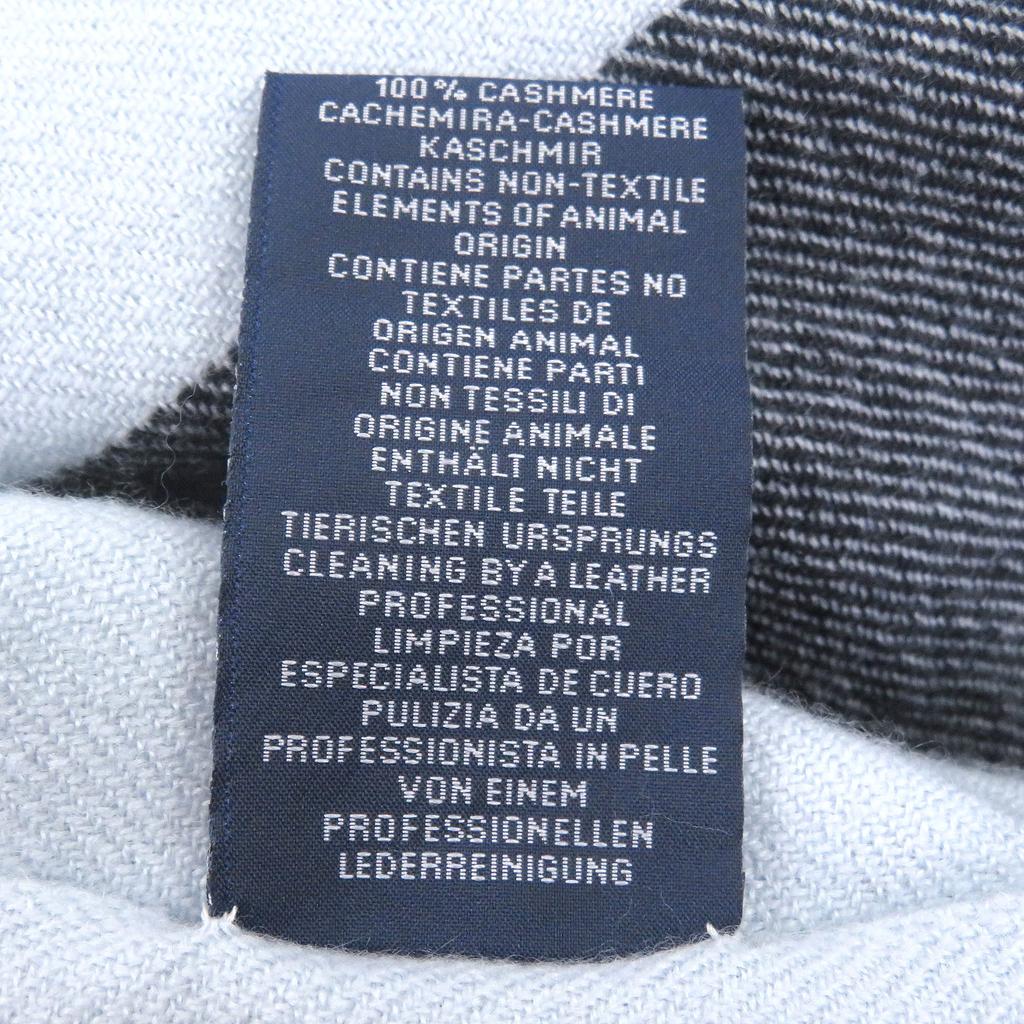 100% CASHMERE
CACHEMIRA-CASHMERE
KASCHMIR
CONTAINS NON-TEXTILE
ELEMENTS OF ANIMAL
ORIGIN
CONTIENE PARTES NO
TEXTILES DE
ORIGEN ANIMAL
CONTIENE PARTI
NON TESSILI DI
ORIGINE ANIMALE
ENTHÄLT NICHT
TEXTILE TEILE
TIERISCHEN URSPRUNGS
CLEANING BY A LEATHER
PROFESSIONAL
LIMPIEZA POR
ESPECIALISTA DE CUERO
PULIZIA DA UN
PROFESSIONISTA IN PELLE
VON EINEM
PROFESSIONELLEN
LEDERREINIGUNG